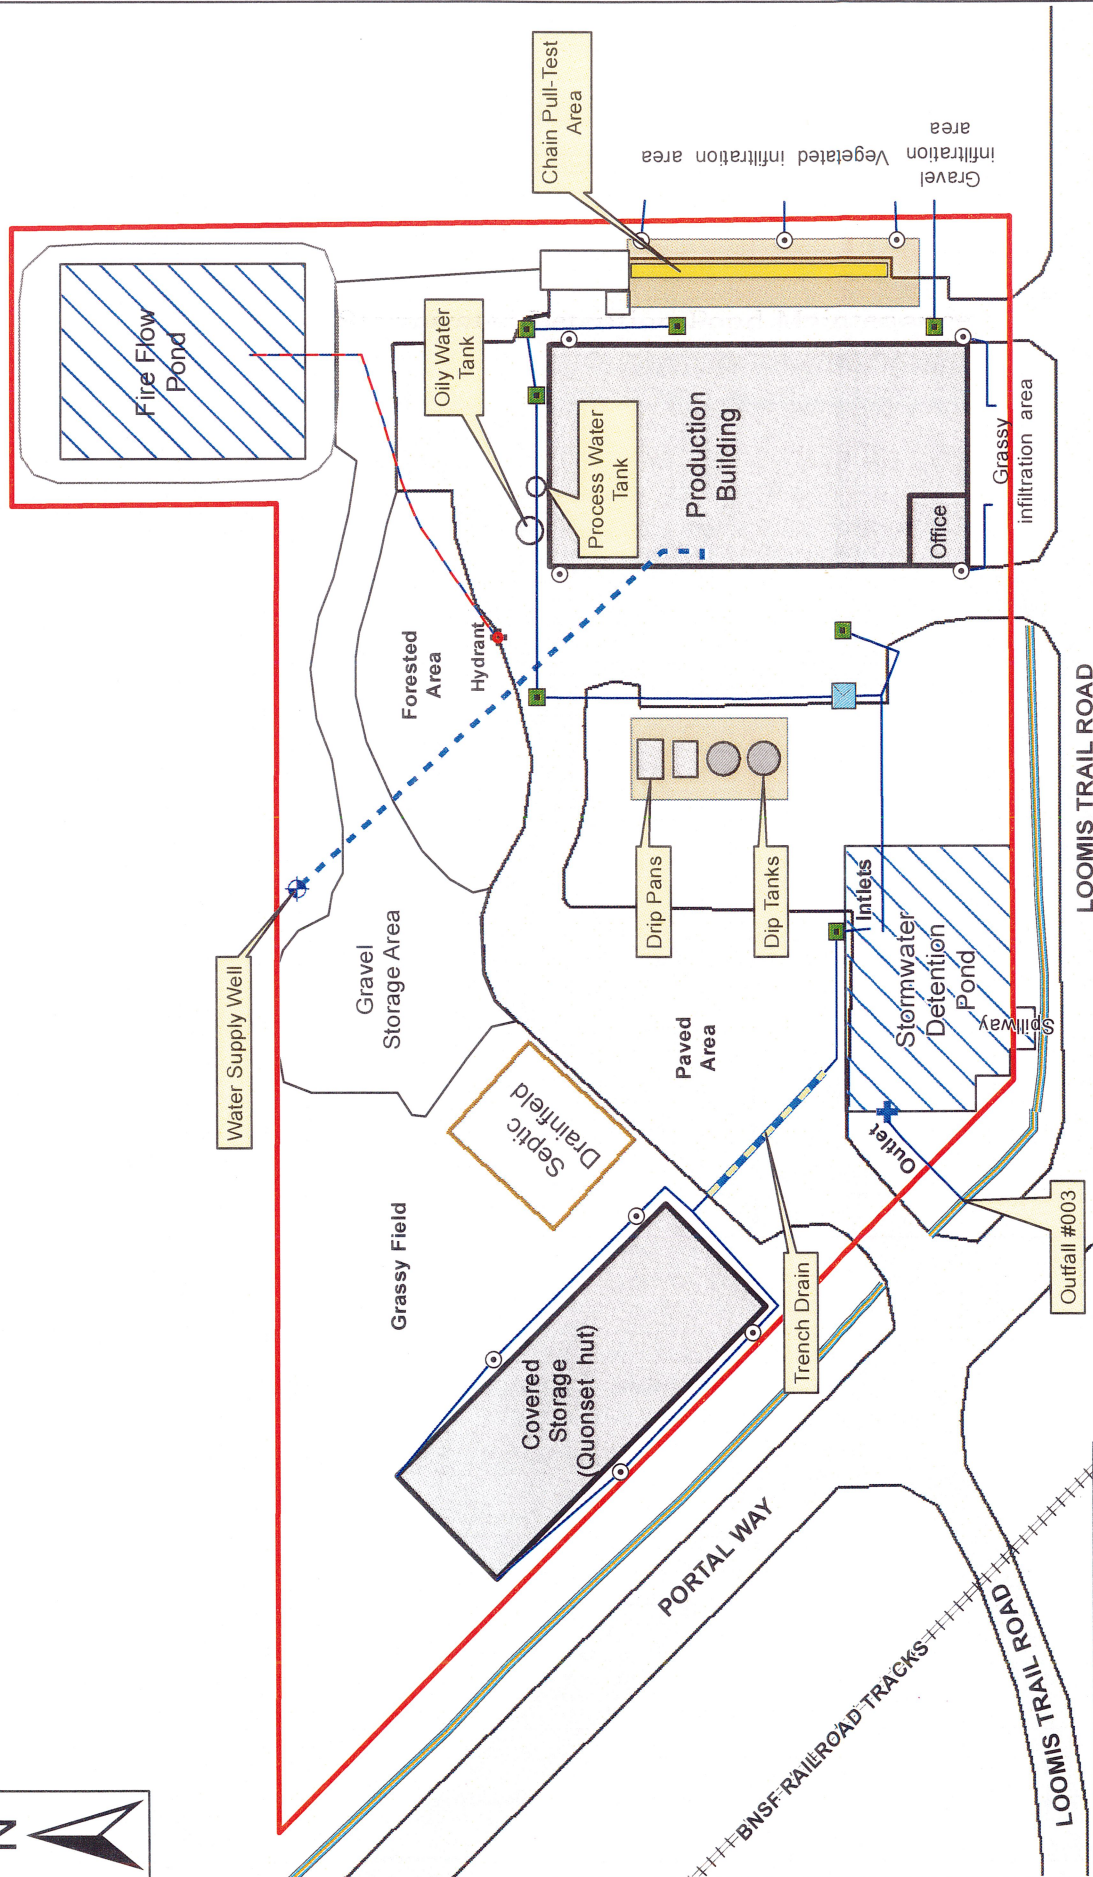 N
Water Supply Well
Fire Flow
Pond
Chain Pull-Test
Area
Oily Water
Tank
Process Water
Tank
Forested
Area
Hydrant
Gravel
Storage Area
Septic
Drainfield
Grassy Field
Paved
Area
Drip Pans
Dip Tanks
Production
Building
Office
Vegetated infiltration area
Gravel
infiltration
area
Grassy
infiltration area
Covered
Storage
(Quonset hut)
Trench Drain
Intlets
Stormwater
Detention
Pond
Spillway
Outlet
Outfall #003
PORTAL WAY
BNSF RAILROAD TRACKS
LOOMIS TRAIL ROAD
LOOMIS TRAIL ROAD